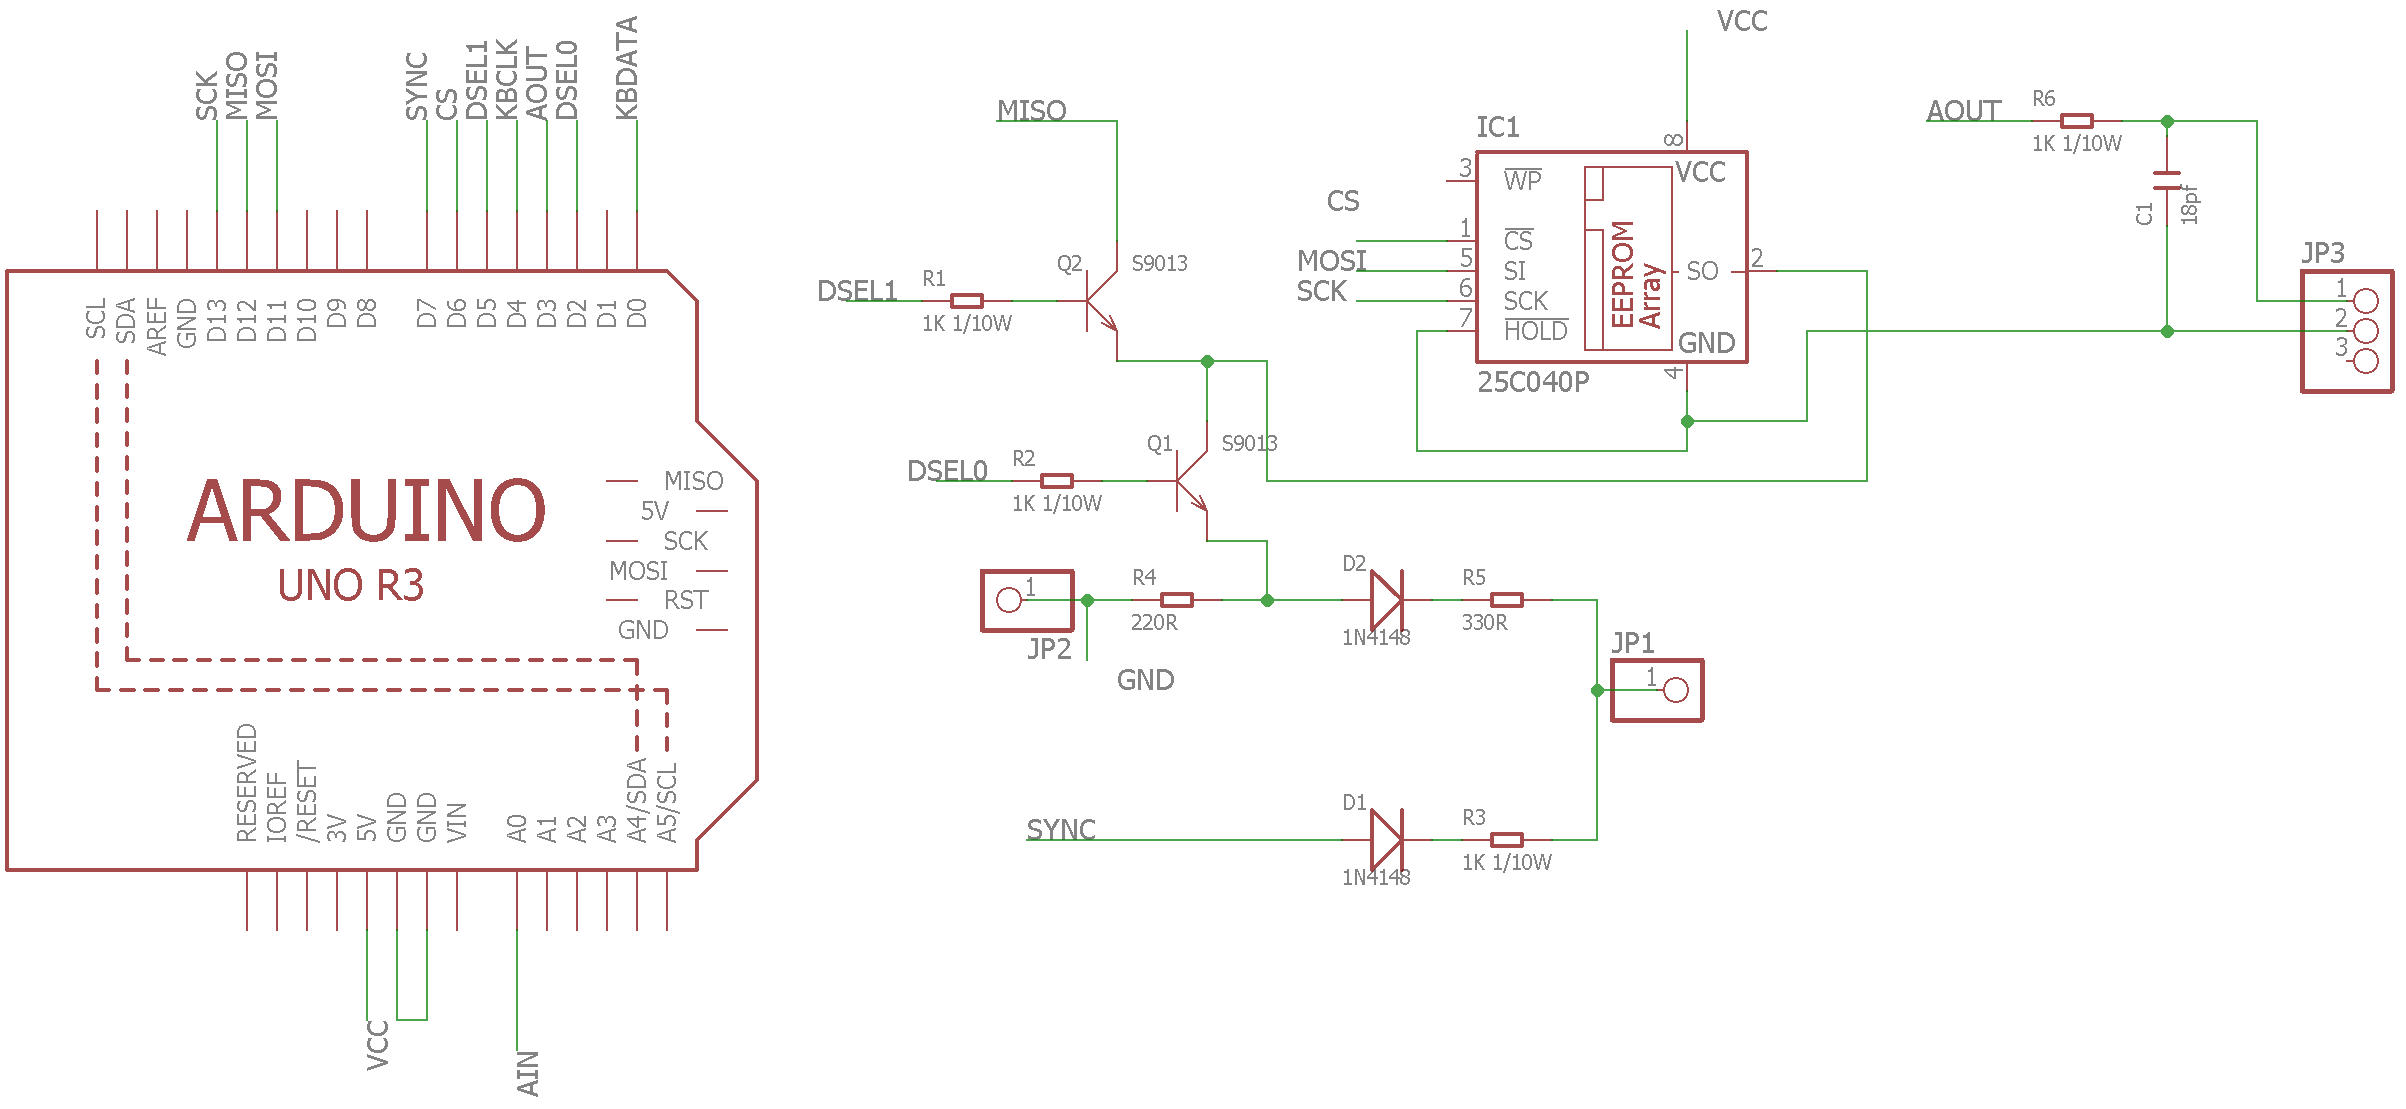 SCK
MISO
MOSI
SYNC
CS
DSEL1
KBCLK
AOUT
DSEL0
KBDATA
SCL
SDA
AREF
GND
D13
D12
D11
D10
D9
D8
D7
D6
D5
D4
D3
D2
D1
D0
ARDUINO
UNO R3
MISO
5V
SCK
MOSI
RST
GND
RESERVED
IOREF
/RESET
3V
5V
GND
GND
VIN
A0
A1
A2
A3
A4/SDA
A5/SCL
VCC
AIN
MISO
Q2
S9013
DSEL1
R1
1K 1/10W
Q1
S9013
DSEL0
R2
1K 1/10W
1
JP2
GND
R4
220R
D2
1N4148
R5
330R
JP1
1
SYNC
D1
1N4148
R3
1K 1/10W
VCC
IC1
8
VCC
3
WP
CS
1
CS
MOSI
5
SI
SCK
6
SCK
7
HOLD
EEPROM
Array
SO
2
GND
4
25C040P
AOUT
R6
1K 1/10W
C1
18pf
JP3
1
2
3